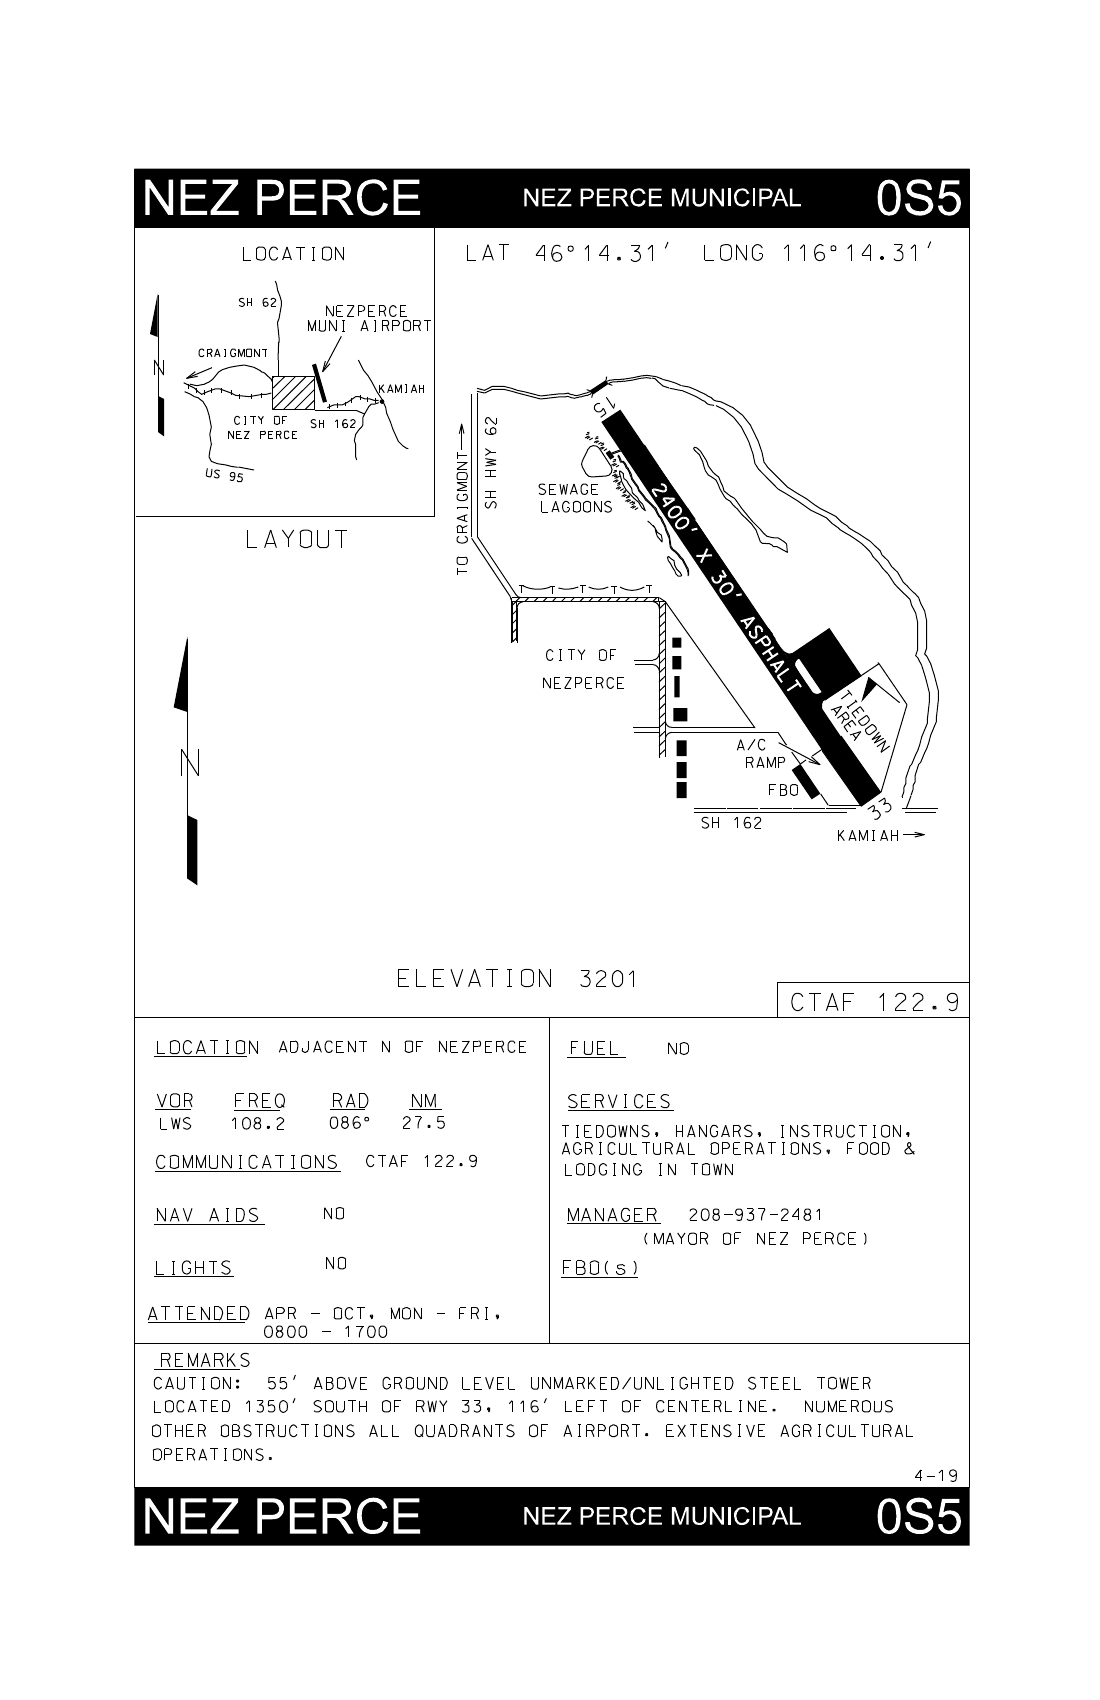 NEZ PERCE NEZ PERCE MUNICIPAL 0S5
LOCATION
SH 62
NEZPERCE
MUNI AIRPORT
N
CRAIGMONT
KAMIAH
CITY OF
NEZ PERCE
SH 162
US 95
LAT 46°14.31′ LONG 116°14.31′
LAYOUT
N
TO CRAIGMONT
SH HWY 62
15
SEWAGE
LAGOONS
2400′ X 30′ ASPHALT
T T T T T
CITY OF
NEZPERCE
TIEDOWN
AREA
A/C
RAMP
FBO
33
SH 162
KAMIAH
ELEVATION 3201
CTAF 122.9
LOCATION ADJACENT N OF NEZPERCE
VOR FREQ RAD NM
LWS 108.2 086° 27.5
COMMUNICATIONS CTAF 122.9
NAV AIDS NO
LIGHTS NO
ATTENDED APR – OCT, MON – FRI,
0800 – 1700
FUEL NO
SERVICES
TIEDOWNS, HANGARS, INSTRUCTION,
AGRICULTURAL OPERATIONS, FOOD &
LODGING IN TOWN
MANAGER 208–937–2481
(MAYOR OF NEZ PERCE)
FBO(s)
REMARKS
CAUTION: 55′ ABOVE GROUND LEVEL UNMARKED/UNLIGHTED STEEL TOWER
LOCATED 1350′ SOUTH OF RWY 33, 116′ LEFT OF CENTERLINE. NUMEROUS
OTHER OBSTRUCTIONS ALL QUADRANTS OF AIRPORT. EXTENSIVE AGRICULTURAL
OPERATIONS.
4–19
NEZ PERCE NEZ PERCE MUNICIPAL 0S5